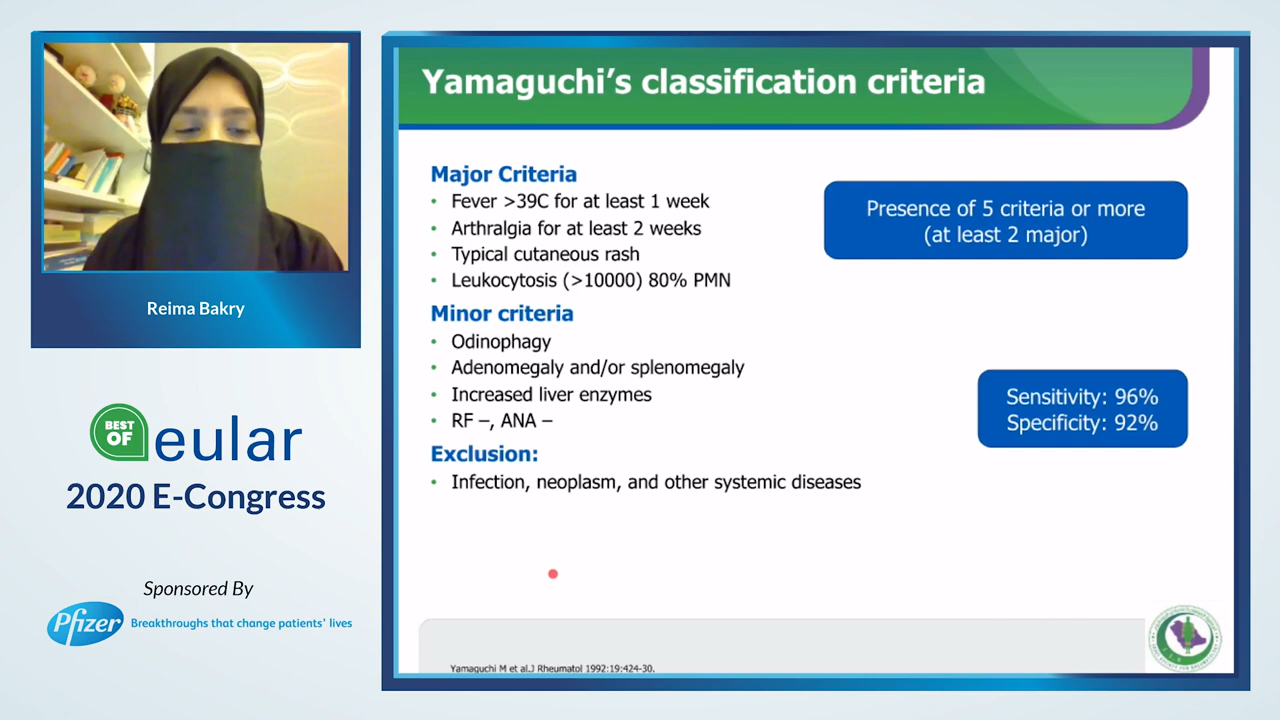 Reima Bakry
BEST OF eular
2020 E-Congress
Sponsored By
Pfizer Breakthroughs that change patients' lives
Yamaguchi's classification criteria
Major Criteria
• Fever >39C for at least 1 week
• Arthralgia for at least 2 weeks
• Typical cutaneous rash
• Leukocytosis (>10000) 80% PMN
Minor criteria
• Odinophagy
• Adenomegaly and/or splenomegaly
• Increased liver enzymes
• RF –, ANA –
Exclusion:
• Infection, neoplasm, and other systemic diseases
Presence of 5 criteria or more
(at least 2 major)
Sensitivity: 96%
Specificity: 92%
Yamaguchi M et al.J Rheumatol 1992:19:424-30.